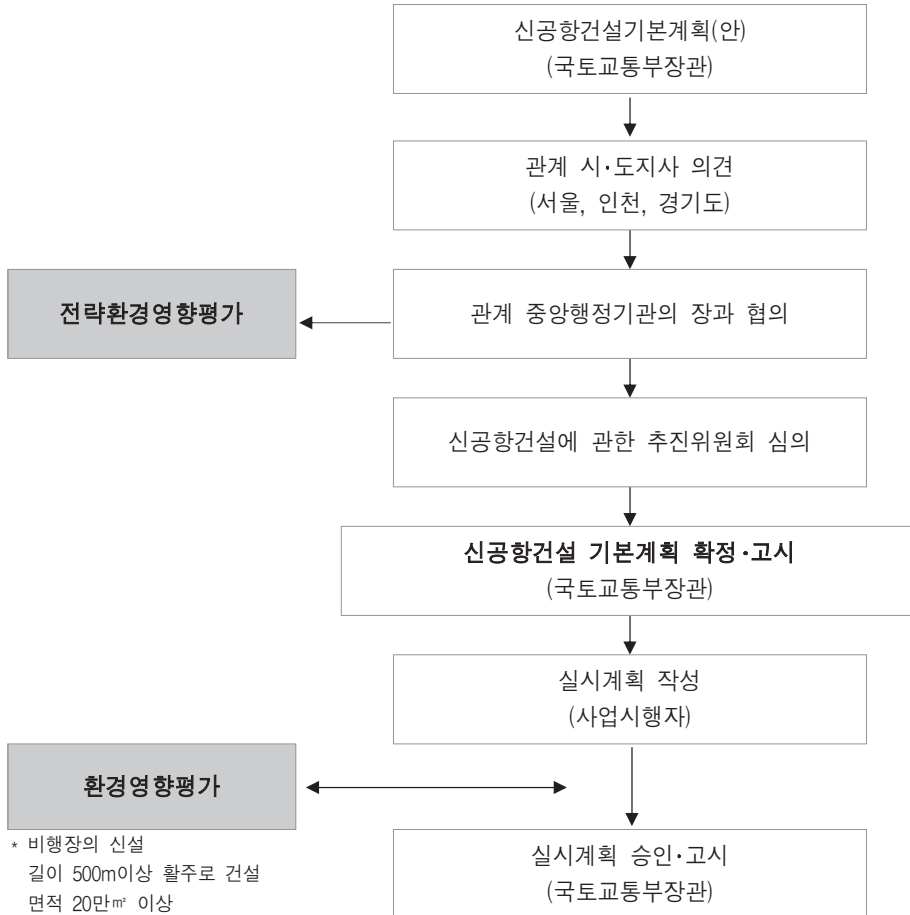 신공항건설기본계획(안)
(국토교통부장관)
관계 시·도지사 의견
(서울, 인천, 경기도)
전략환경영향평가
관계 중앙행정기관의 장과 협의
신공항건설에 관한 추진위원회 심의
신공항건설 기본계획 확정·고시
(국토교통부장관)
실시계획 작성
(사업시행자)
환경영향평가
* 비행장의 신설
길이 500m이상 활주로 건설
면적 20만㎡ 이상
실시계획 승인·고시
(국토교통부장관)